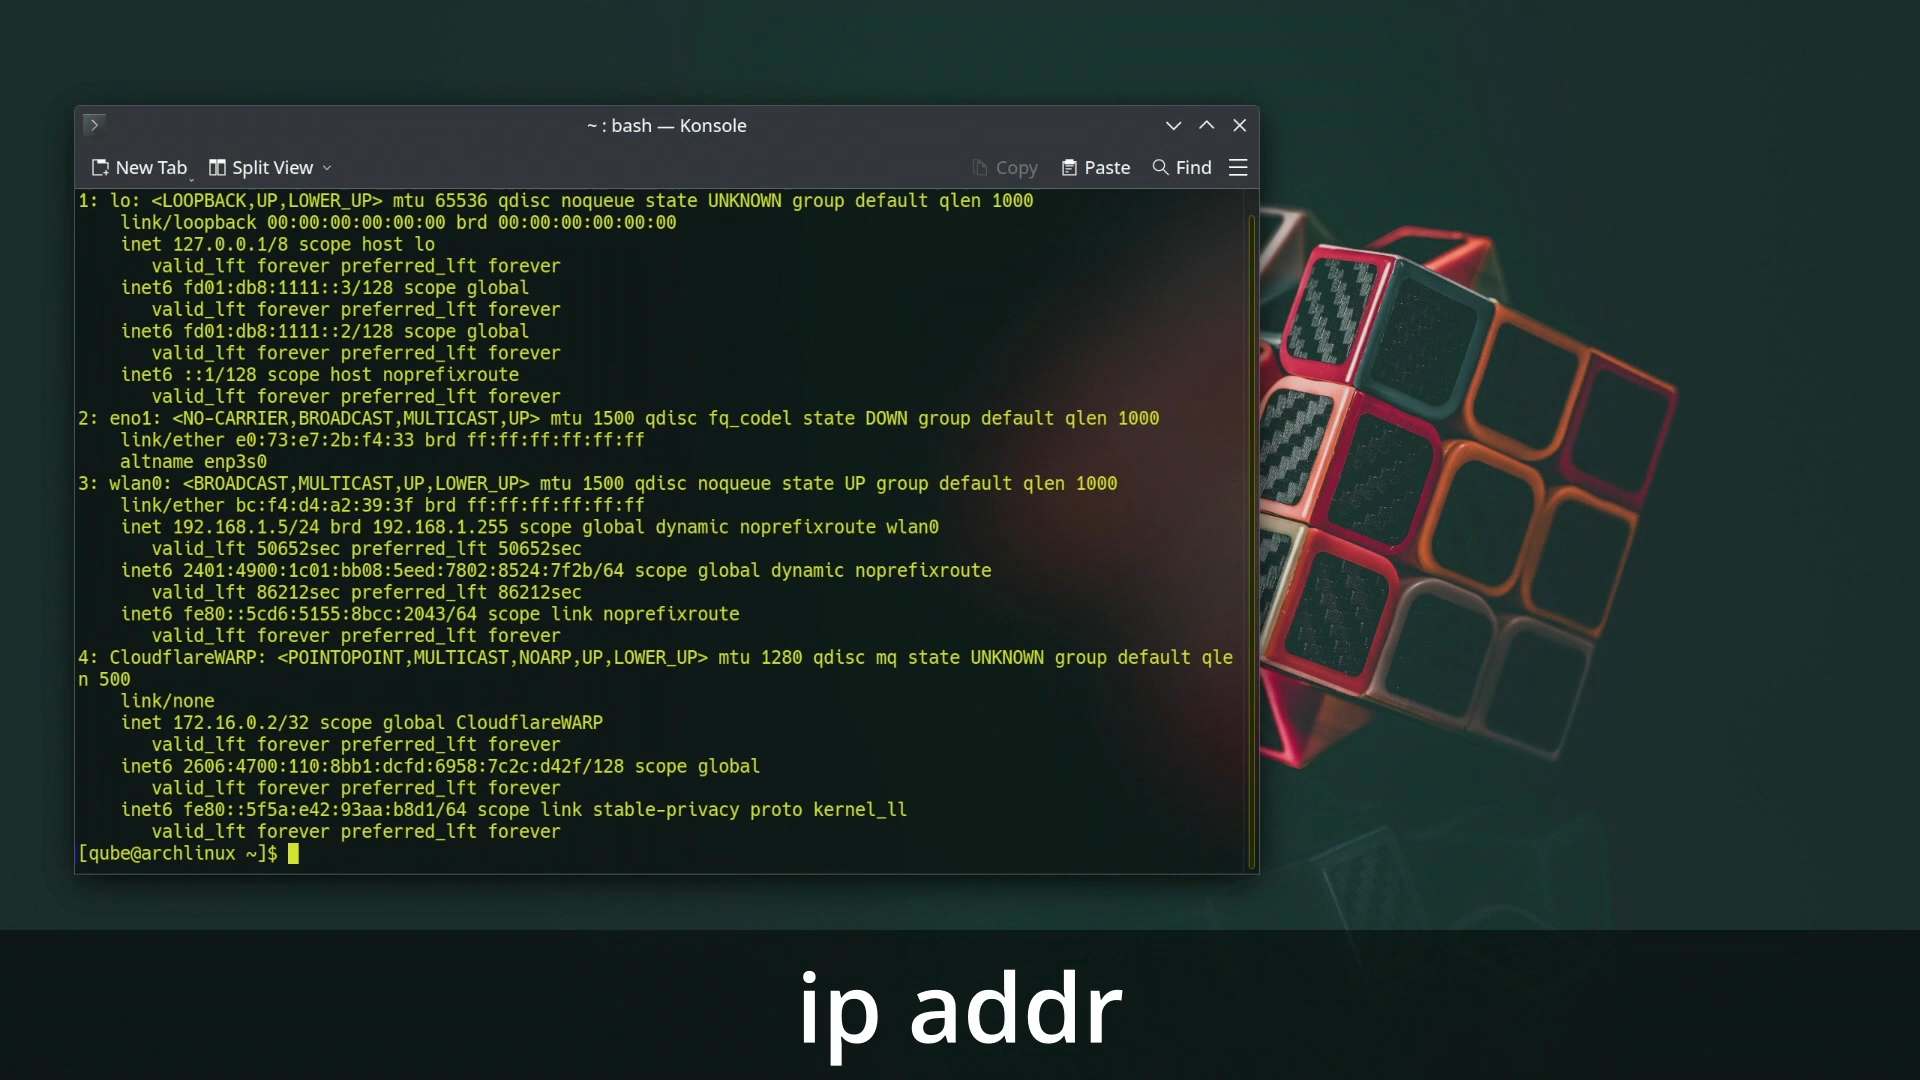 ~ : bash — Konsole
New Tab Split View Copy Paste Find
1: lo: <LOOPBACK,UP,LOWER_UP> mtu 65536 qdisc noqueue state UNKNOWN group default qlen 1000
link/loopback 00:00:00:00:00:00 brd 00:00:00:00:00:00
inet 127.0.0.1/8 scope host lo
valid_lft forever preferred_lft forever
inet6 fd01:db8:1111::3/128 scope global
valid_lft forever preferred_lft forever
inet6 fd01:db8:1111::2/128 scope global
valid_lft forever preferred_lft forever
inet6 ::1/128 scope host noprefixroute
valid_lft forever preferred_lft forever
2: eno1: <NO-CARRIER,BROADCAST,MULTICAST,UP> mtu 1500 qdisc fq_codel state DOWN group default qlen 1000
link/ether e0:73:e7:2b:f4:33 brd ff:ff:ff:ff:ff:ff
altname enp3s0
3: wlan0: <BROADCAST,MULTICAST,UP,LOWER_UP> mtu 1500 qdisc noqueue state UP group default qlen 1000
link/ether bc:f4:d4:a2:39:3f brd ff:ff:ff:ff:ff:ff
inet 192.168.1.5/24 brd 192.168.1.255 scope global dynamic noprefixroute wlan0
valid_lft 50652sec preferred_lft 50652sec
inet6 2401:4900:1c01:bb08:5eed:7802:8524:7f2b/64 scope global dynamic noprefixroute
valid_lft 86212sec preferred_lft 86212sec
inet6 fe80::5cd6:5155:8bcc:2043/64 scope link noprefixroute
valid_lft forever preferred_lft forever
4: CloudflareWARP: <POINTOPOINT,MULTICAST,NOARP,UP,LOWER_UP> mtu 1280 qdisc mq state UNKNOWN group default qle
n 500
link/none
inet 172.16.0.2/32 scope global CloudflareWARP
valid_lft forever preferred_lft forever
inet6 2606:4700:110:8bb1:dcfd:6958:7c2c:d42f/128 scope global
valid_lft forever preferred_lft forever
inet6 fe80::5f5a:e42:93aa:b8d1/64 scope link stable-privacy proto kernel_ll
valid_lft forever preferred_lft forever
[qube@archlinux ~]$
ip addr